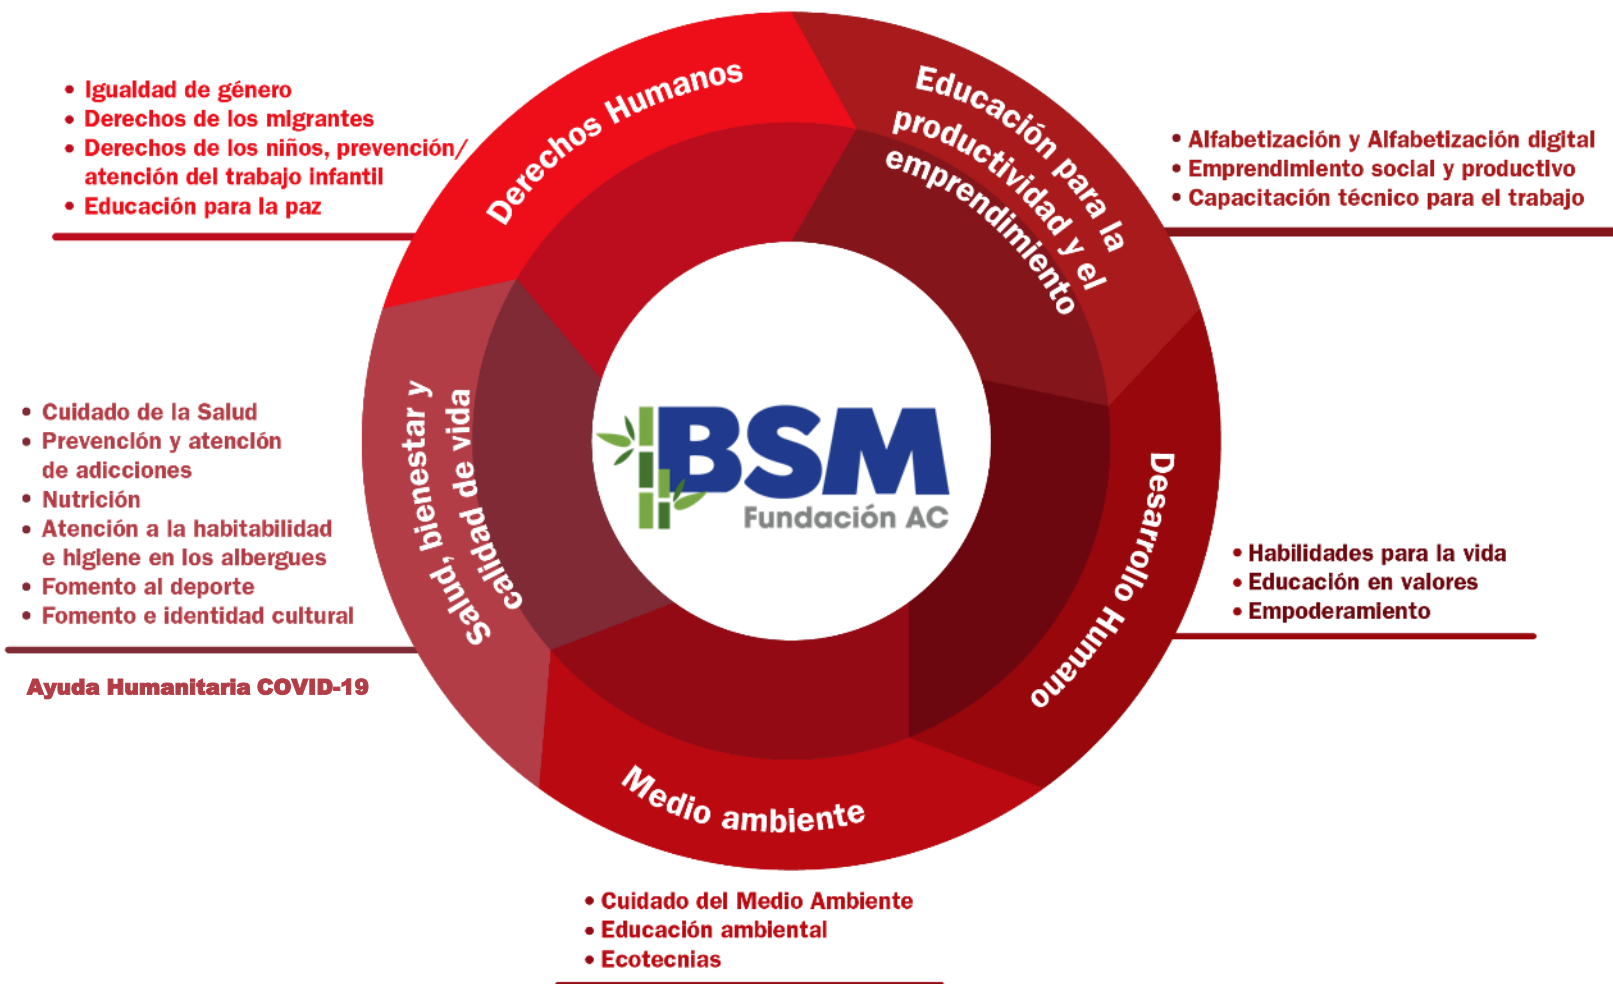 Derechos Humanos
• Igualdad de género
• Derechos de los migrantes
• Derechos de los niños, prevención/
atención del trabajo infantil
• Educación para la paz
Educación para la
productividad y el
emprendimiento
• Alfabetización y Alfabetización digital
• Emprendimiento social y productivo
• Capacitación técnico para el trabajo
Salud, bienestar y
calidad de vida
• Cuidado de la Salud
• Prevención y atención
de adicciones
• Nutrición
• Atención a la habitabilidad
e higiene en los albergues
• Fomento al deporte
• Fomento e identidad cultural
Ayuda Humanitaria COVID-19
BSM
Fundación AC
Desarrollo Humano
• Habilidades para la vida
• Educación en valores
• Empoderamiento
Medio ambiente
• Cuidado del Medio Ambiente
• Educación ambiental
• Ecotecnias